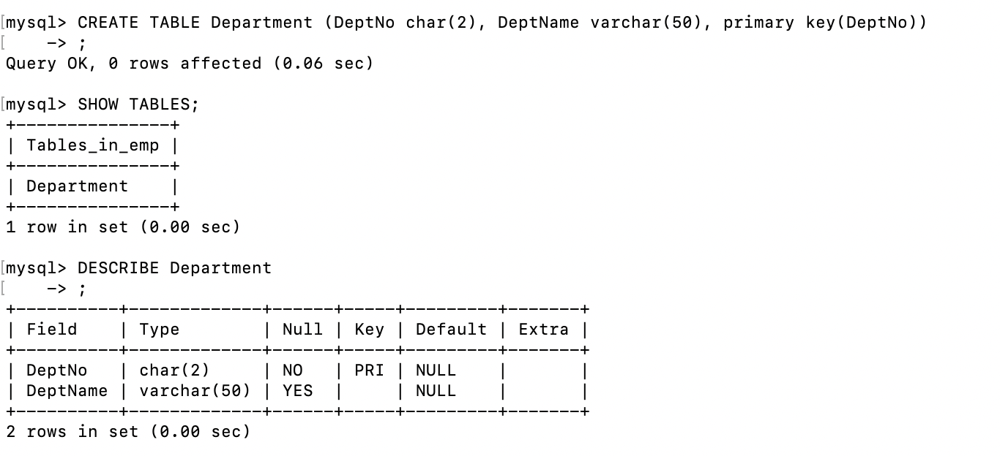 [mysql> CREATE TABLE Department (DeptNo char(2), DeptName varchar(50), primary key(DeptNo))
[    -> ;
Query OK, 0 rows affected (0.06 sec)

[mysql> SHOW TABLES;
+---------------+
| Tables_in_emp |
+---------------+
| Department    |
+---------------+
1 row in set (0.00 sec)

[mysql> DESCRIBE Department
[    -> ;
+----------+-------------+------+-----+---------+-------+
| Field    | Type        | Null | Key | Default | Extra |
+----------+-------------+------+-----+---------+-------+
| DeptNo   | char(2)     | NO   | PRI | NULL    |       |
| DeptName | varchar(50) | YES  |     | NULL    |       |
+----------+-------------+------+-----+---------+-------+
2 rows in set (0.00 sec)